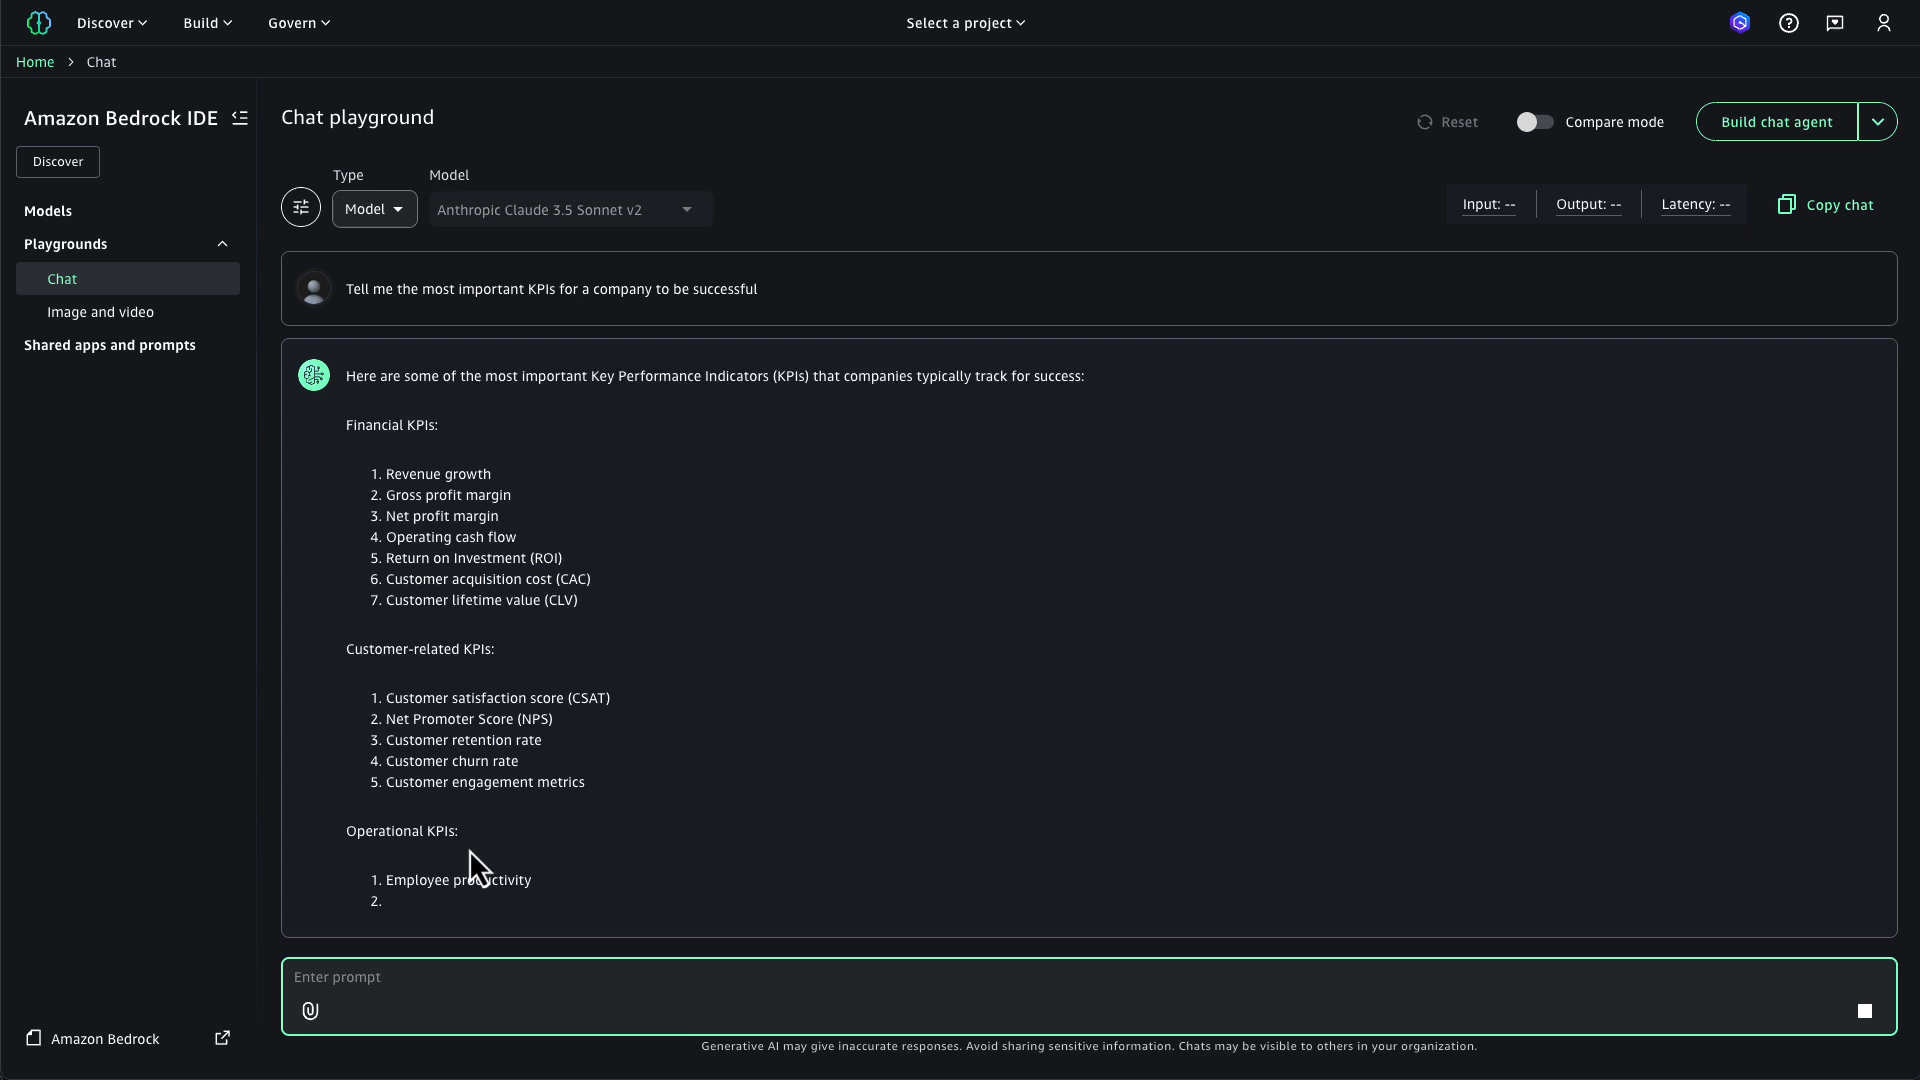 Discover
Build
Govern
Select a project
Home > Chat
Amazon Bedrock IDE
Discover
Models
Playgrounds
Chat
Image and video
Shared apps and prompts
Amazon Bedrock
Chat playground
Reset
Compare mode
Build chat agent
Type
Model
Model
Anthropic Claude 3.5 Sonnet v2
Input: --
Output: --
Latency: --
Copy chat
Tell me the most important KPIs for a company to be successful
Here are some of the most important Key Performance Indicators (KPIs) that companies typically track for success:
Financial KPIs:
1. Revenue growth
2. Gross profit margin
3. Net profit margin
4. Operating cash flow
5. Return on Investment (ROI)
6. Customer acquisition cost (CAC)
7. Customer lifetime value (CLV)
Customer-related KPIs:
1. Customer satisfaction score (CSAT)
2. Net Promoter Score (NPS)
3. Customer retention rate
4. Customer churn rate
5. Customer engagement metrics
Operational KPIs:
1. Employee productivity
2.
Enter prompt
Generative AI may give inaccurate responses. Avoid sharing sensitive information. Chats may be visible to others in your organization.